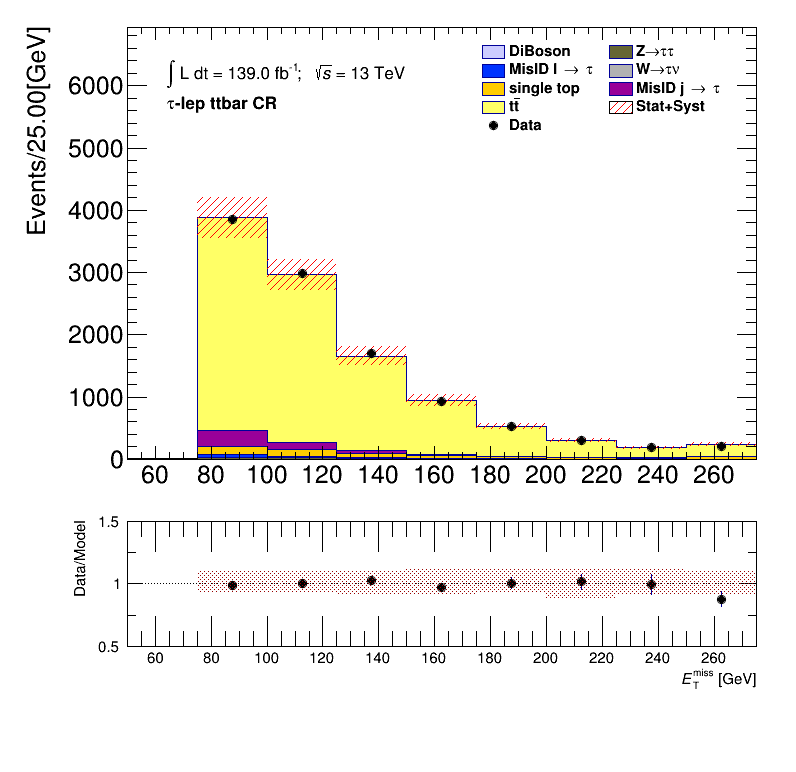 Events/25.00[GeV]
6000
5000
4000
3000
2000
1000
0
∫ L dt = 139.0 fb⁻¹; √s = 13 TeV
τ-lep ttbar CR
DiBoson
MisID l → τ
single top
tt̄
Data
Z→ττ
W→τν
MisID j → τ
Stat+Syst
60 80 100 120 140 160 180 200 220 240 260
Data/Model
1.5
1
0.5
60 80 100 120 140 160 180 200 220 240 260
E_T^miss [GeV]